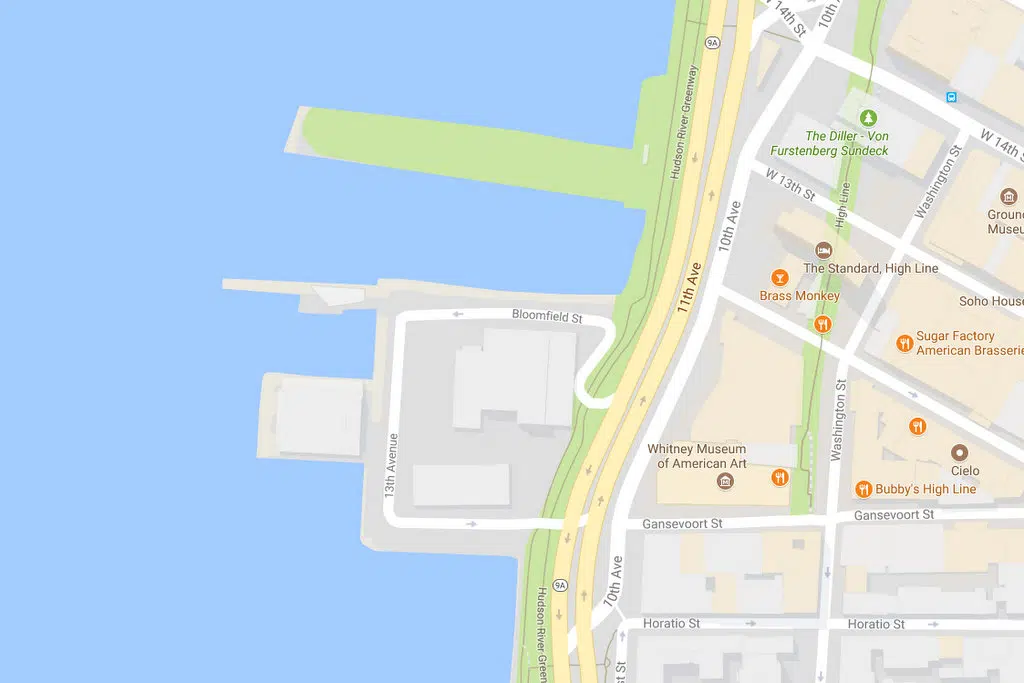 W 14th St
10th
9A
Hudson River Greenway
The Diller - Von
Furstenberg Sundeck
W 14th S
Washington St
W 13th St
High Line
Ground
Museu
10th Ave
The Standard, High Line
11th Ave
Brass Monkey
Soho House
Bloomfield St
Sugar Factory
American Brasserie
Washington St
13th Avenue
Whitney Museum
of American Art
Cielo
Bubby's High Line
Gansevoort St
Gansevoort St
9A
10th Ave
Hudson River Green
Horatio St
Horatio St
st St